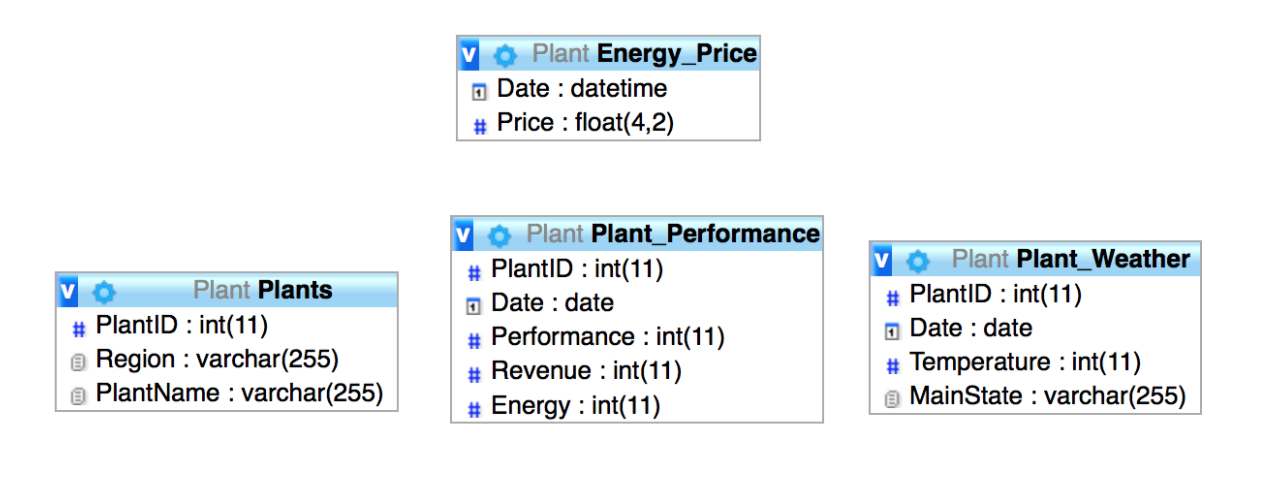 Plant Energy_Price
Date : datetime
Price : float(4,2)
Plant Plants
PlantID : int(11)
Region : varchar(255)
PlantName : varchar(255)
Plant Plant_Performance
PlantID : int(11)
Date : date
Performance : int(11)
Revenue : int(11)
Energy : int(11)
Plant Plant_Weather
PlantID : int(11)
Date : date
Temperature : int(11)
MainState : varchar(255)